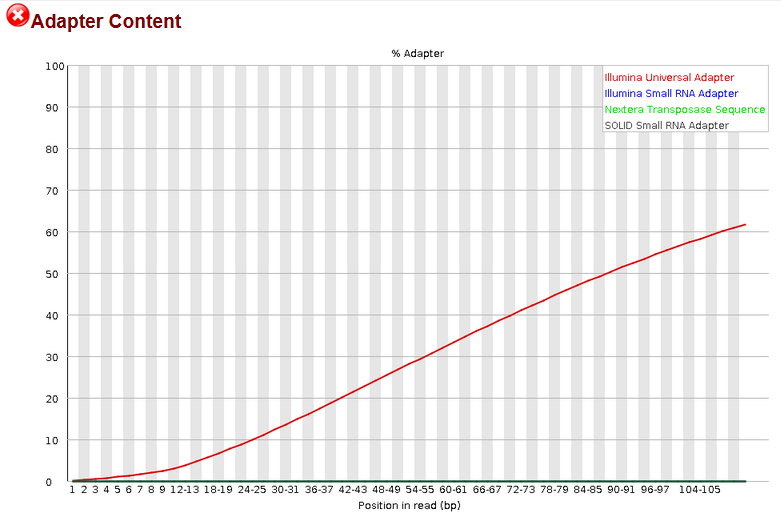 Adapter Content
% Adapter
Illumina Universal Adapter
Illumina Small RNA Adapter
Nextera Transposase Sequence
SOLID Small RNA Adapter
100
90
80
70
60
50
40
30
20
10
0
1 2 3 4 5 6 7 8 9 12-13 18-19 24-25 30-31 36-37 42-43 48-49 54-55 60-61 66-67 72-73 78-79 84-85 90-91 96-97 104-105
Position in read (bp)